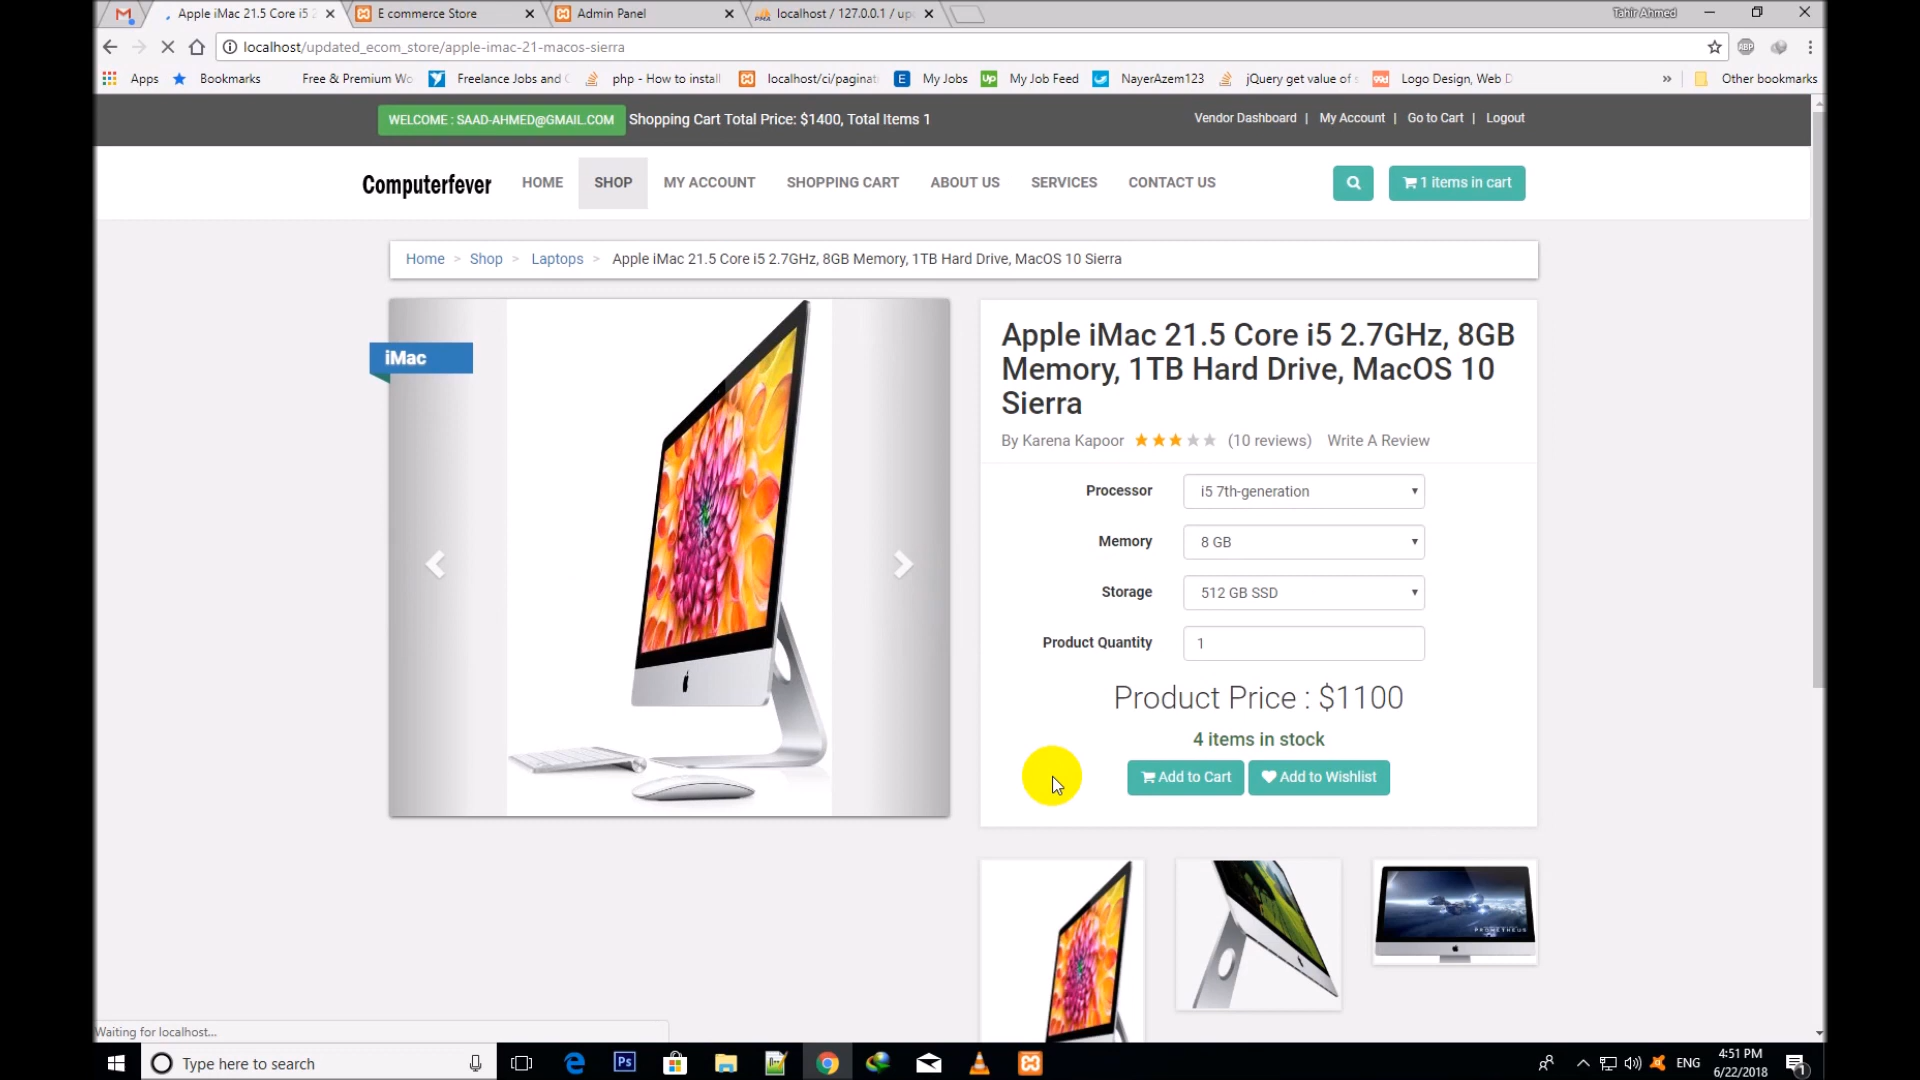 Apple iMac 21.5 Core i5 2
E commerce Store
Admin Panel
localhost / 127.0.0.1 / up
Tahir Ahmed
localhost/updated_ecom_store/apple-imac-21-macos-sierra
ABP
Apps
Bookmarks
Free & Premium Wo
Freelance Jobs and
php - How to install
localhost/ci/paginat
My Jobs
My Job Feed
NayerAzem123
jQuery get value of s
Logo Design, Web D
»
Other bookmarks
WELCOME : SAAD-AHMED@GMAIL.COM
Shopping Cart Total Price: $1400, Total Items 1
Vendor Dashboard | My Account | Go to Cart | Logout
Computerfever
HOME
SHOP
MY ACCOUNT
SHOPPING CART
ABOUT US
SERVICES
CONTACT US
1 items in cart
Home > Shop > Laptops > Apple iMac 21.5 Core i5 2.7GHz, 8GB Memory, 1TB Hard Drive, MacOS 10 Sierra
iMac
Apple iMac 21.5 Core i5 2.7GHz, 8GB
Memory, 1TB Hard Drive, MacOS 10
Sierra
By Karena Kapoor (10 reviews) Write A Review
Processor i5 7th-generation
Memory 8 GB
Storage 512 GB SSD
Product Quantity 1
Product Price : $1100
4 items in stock
Add to Cart
Add to Wishlist
PROMETHEUS
Waiting for localhost...
Type here to search
Ps
ENG
4:51 PM
6/22/2018
1